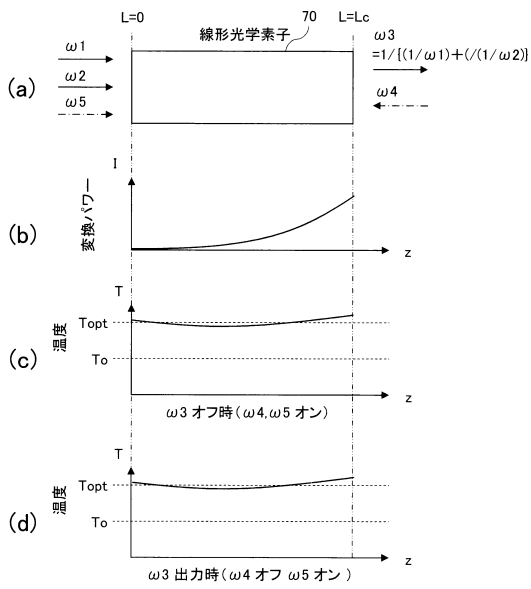 L=0
70
L=Lc
線形光学素子
ω3
=1/{(1/ω1)+(/(1/ω2)}
ω1
ω2
ω5
ω4
(a)
I
変換パワー
(b)
z
T
Topt
温度
To
(c)
z
ω3 オフ時(ω4,ω5 オン)
T
Topt
温度
To
(d)
z
ω3 出力時(ω4 オフ ω5 オン )